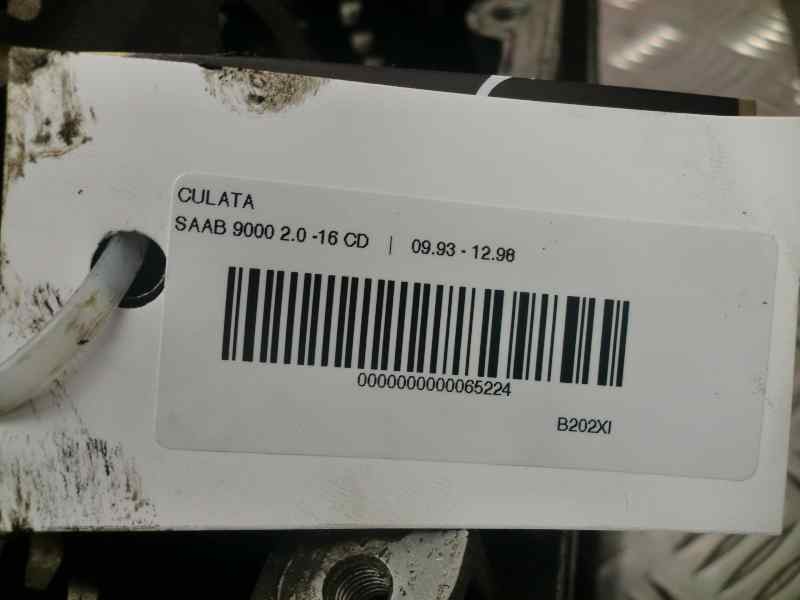 CULATA
SAAB 9000 2.0 -16 CD | 09.93 - 12.98
0000000000065224
B202XI